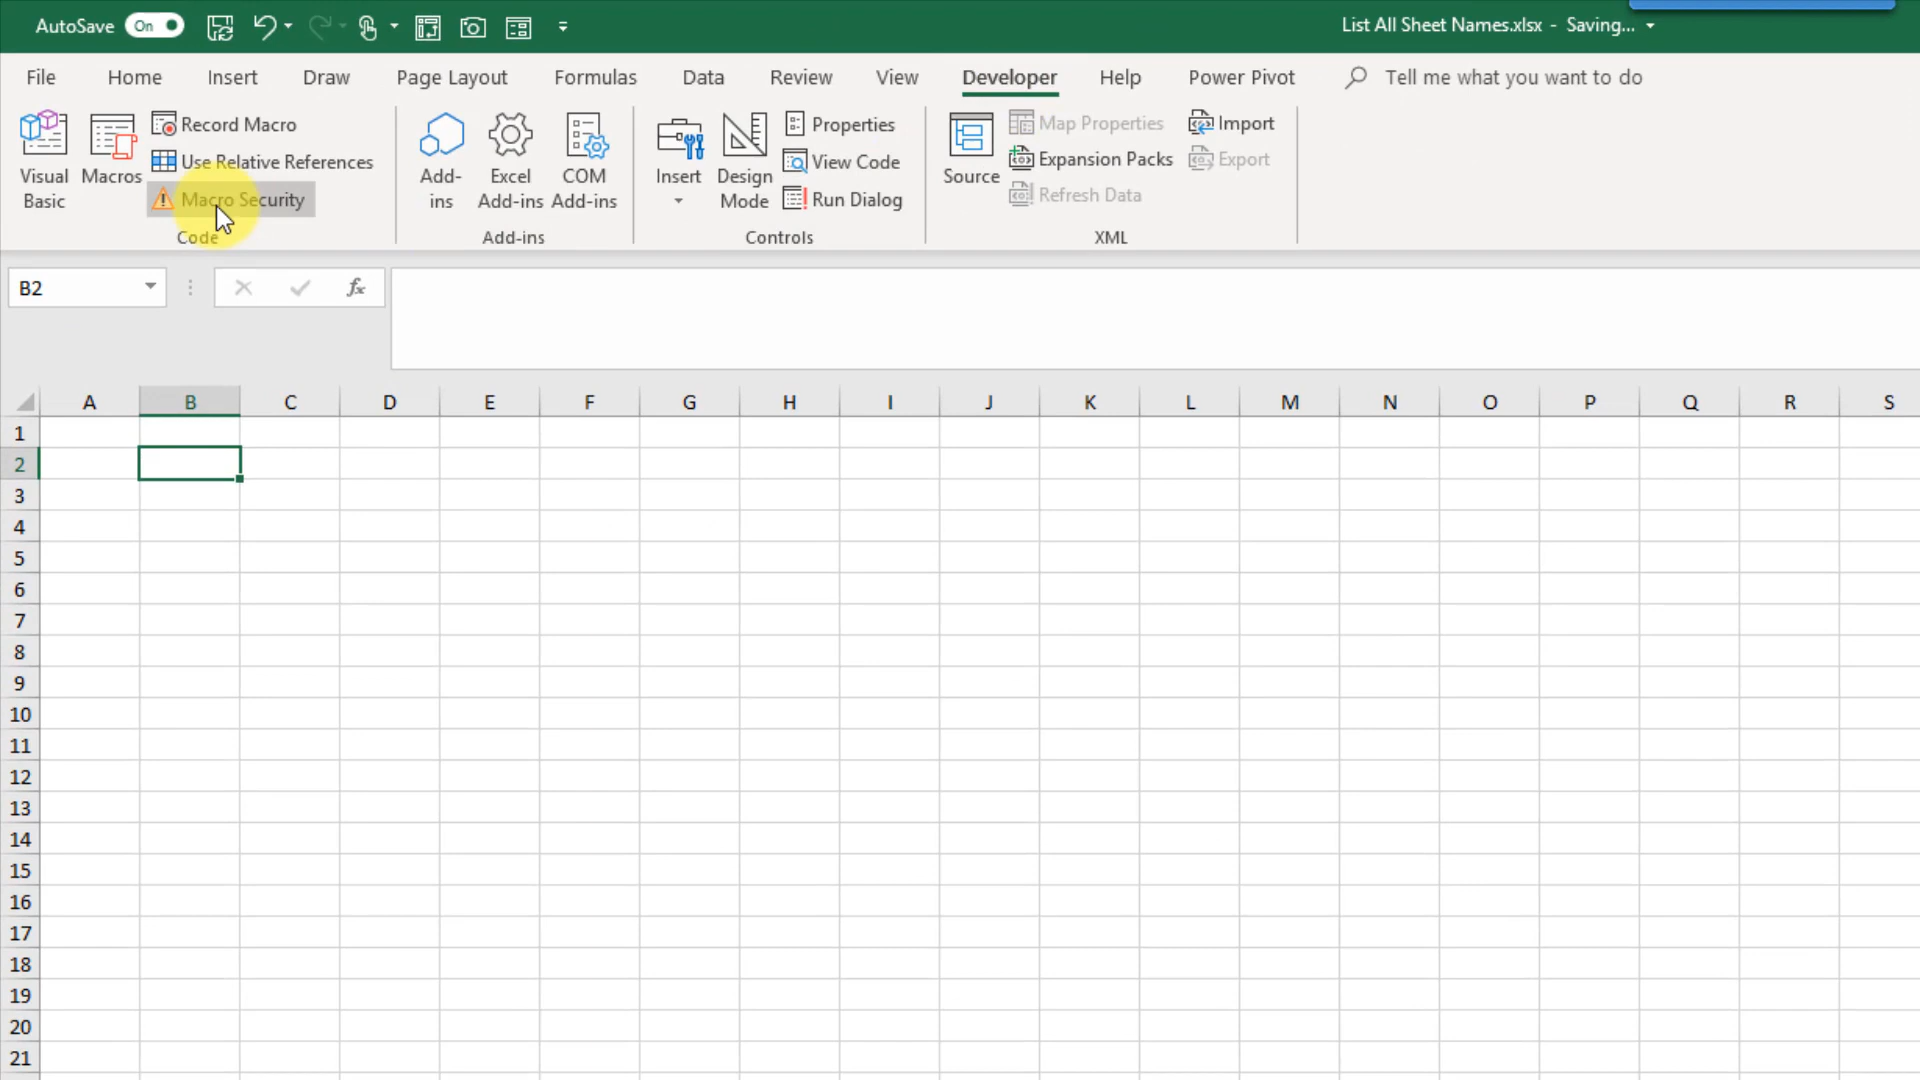 AutoSave On List All Sheet Names.xlsx - Saving...
File Home Insert Draw Page Layout Formulas Data Review View Developer Help Power Pivot Tell me what you want to do
Visual Basic
Macros
Record Macro
Use Relative References
Macro Security
Code
Add-ins
Excel Add-ins
COM Add-ins
Add-ins
Insert
Design Mode
Properties
View Code
Run Dialog
Controls
Source
Map Properties
Expansion Packs
Refresh Data
Import
Export
XML
B2 fx
A B C D E F G H I J K L M N O P Q R S
1
2
3
4
5
6
7
8
9
10
11
12
13
14
15
16
17
18
19
20
21